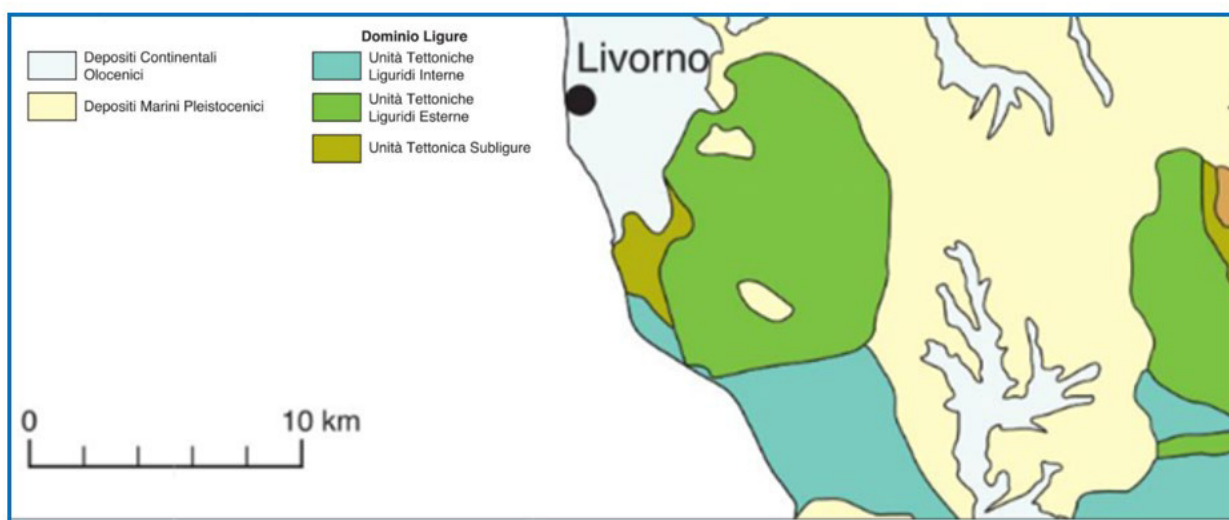 Depositi Continentali
Olocenici
Depositi Marini Pleistocenici
Dominio Ligure
Unità Tettoniche
Liguridi Interne
Unità Tettoniche
Liguridi Esterne
Unità Tettonica Subligure
Livorno
0 10 km